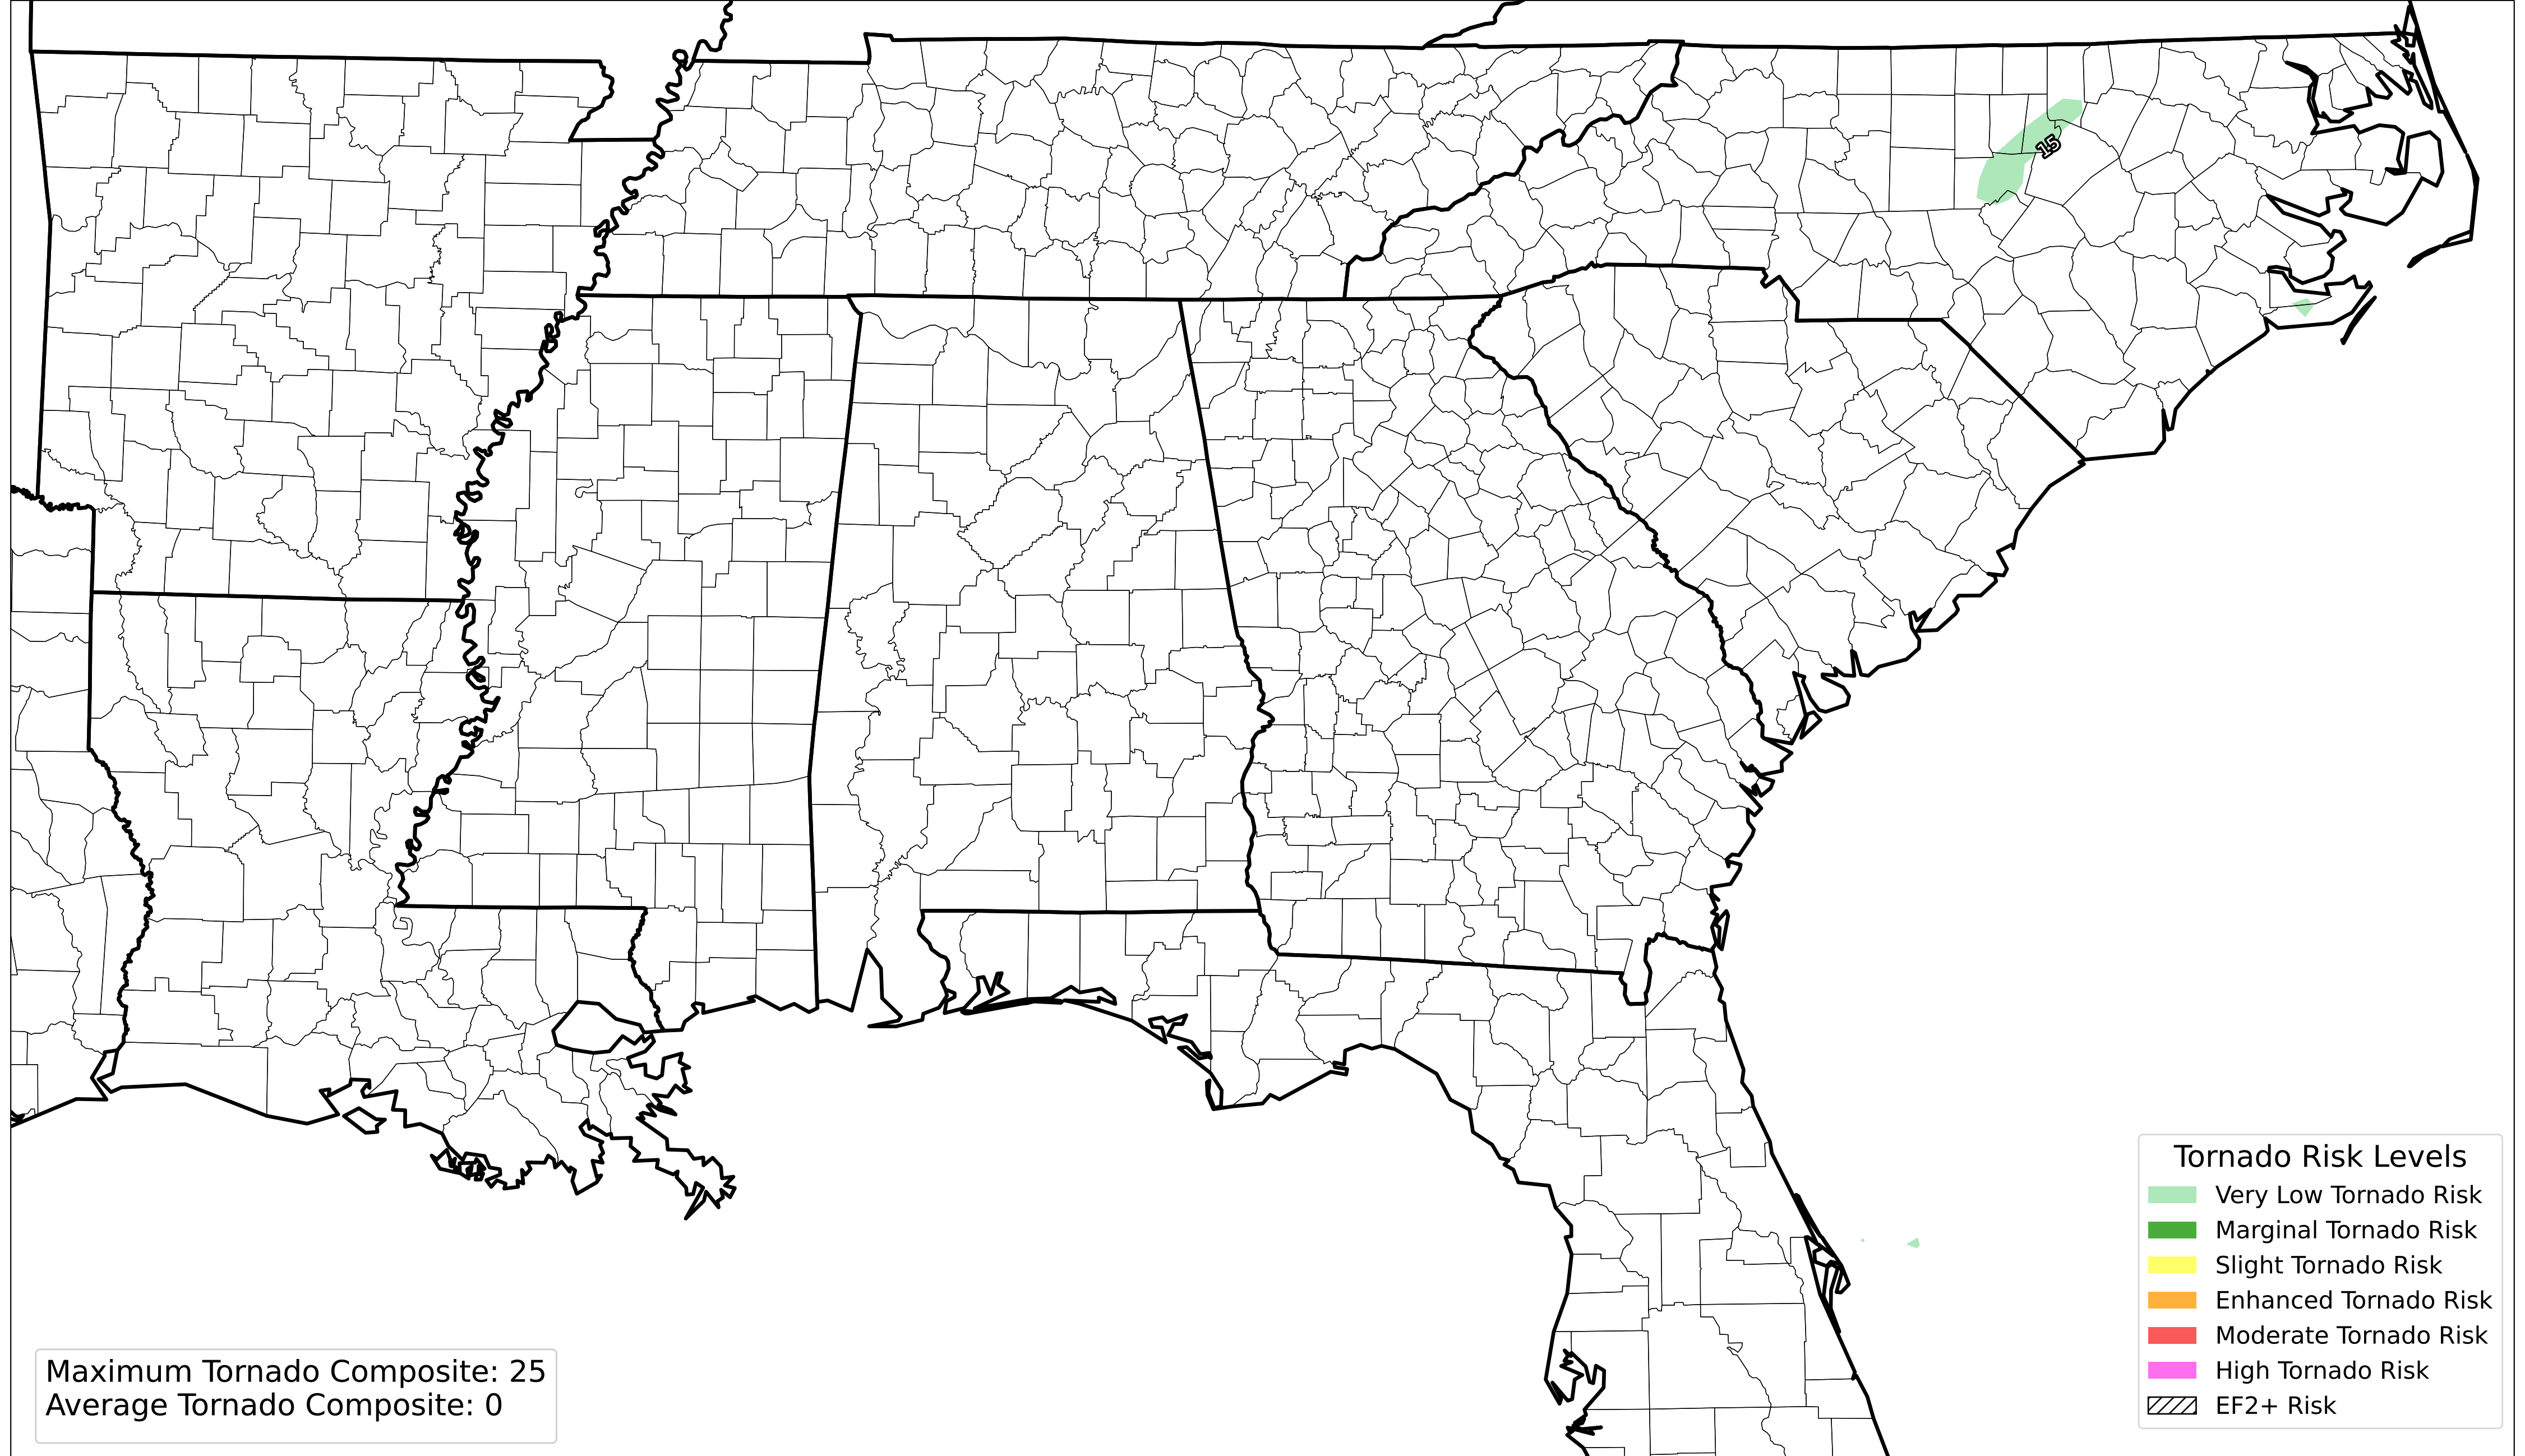 15
Tornado Risk Levels
Very Low Tornado Risk
Marginal Tornado Risk
Slight Tornado Risk
Enhanced Tornado Risk
Moderate Tornado Risk
High Tornado Risk
EF2+ Risk
Maximum Tornado Composite: 25
Average Tornado Composite: 0